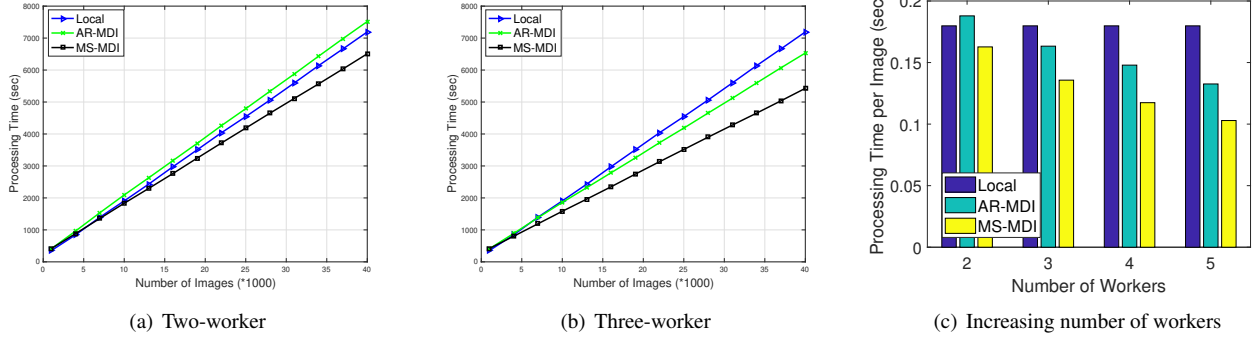 8000
7000
6000
5000
4000
3000
2000
1000
0
Processing Time (sec)
Local
AR-MDI
MS-MDI
0 5 10 15 20 25 30 35 40
Number of Images (*1000)
(a) Two-worker
8000
7000
6000
5000
4000
3000
2000
1000
0
Processing Time (sec)
Local
AR-MDI
MS-MDI
0 5 10 15 20 25 30 35 40
Number of Images (*1000)
(b) Three-worker
0.2
0.15
0.1
0.05
0
Processing Time per Image (sec
Local
AR-MDI
MS-MDI
2 3 4 5
Number of Workers
(c) Increasing number of workers